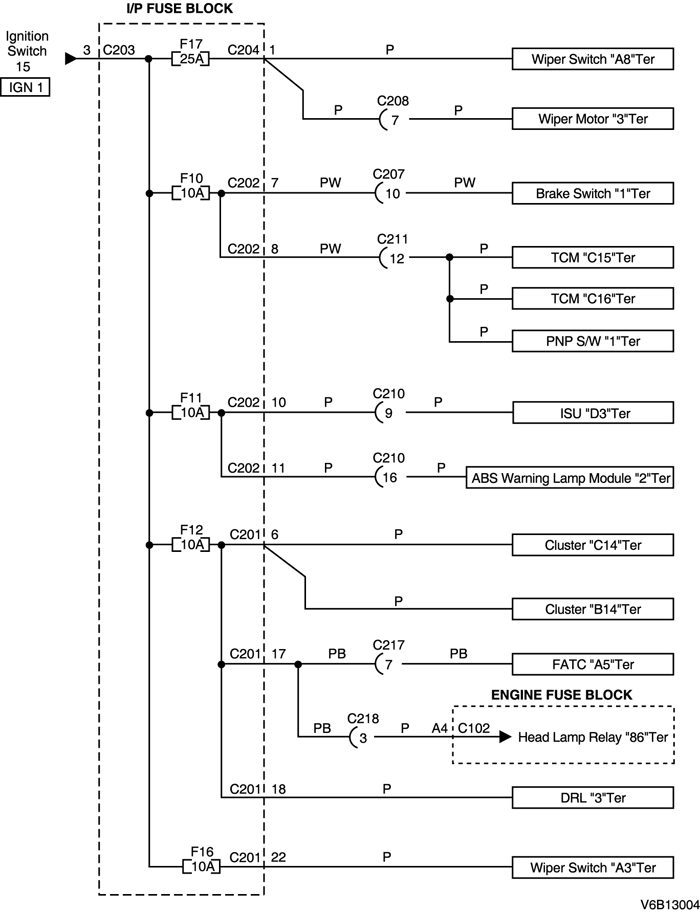 I/P FUSE BLOCK
Ignition
Switch
15
IGN 1
3 C203 F17 C204 1 P
25A
Wiper Switch "A8"Ter
P C208 P
7
Wiper Motor "3"Ter
F10 C202 7 PW C207 PW
10A 10
Brake Switch "1"Ter
C202 8 PW C211 P
12
TCM "C15"Ter
P
TCM "C16"Ter
P
PNP S/W "1"Ter
F11 C202 10 P C210 P
10A 9
ISU "D3"Ter
C202 11 P C210 P
16
ABS Warning Lamp Module "2"Ter
F12 C201 6 P
10A
Cluster "C14"Ter
P
Cluster "B14"Ter
C201 17 PB C217 PB
7
FATC "A5"Ter
ENGINE FUSE BLOCK
PB C218 P A4 C102
3
Head Lamp Relay "86"Ter
C201 18 P
DRL "3"Ter
F16 C201 22 P
10A
Wiper Switch "A3"Ter
V6B13004